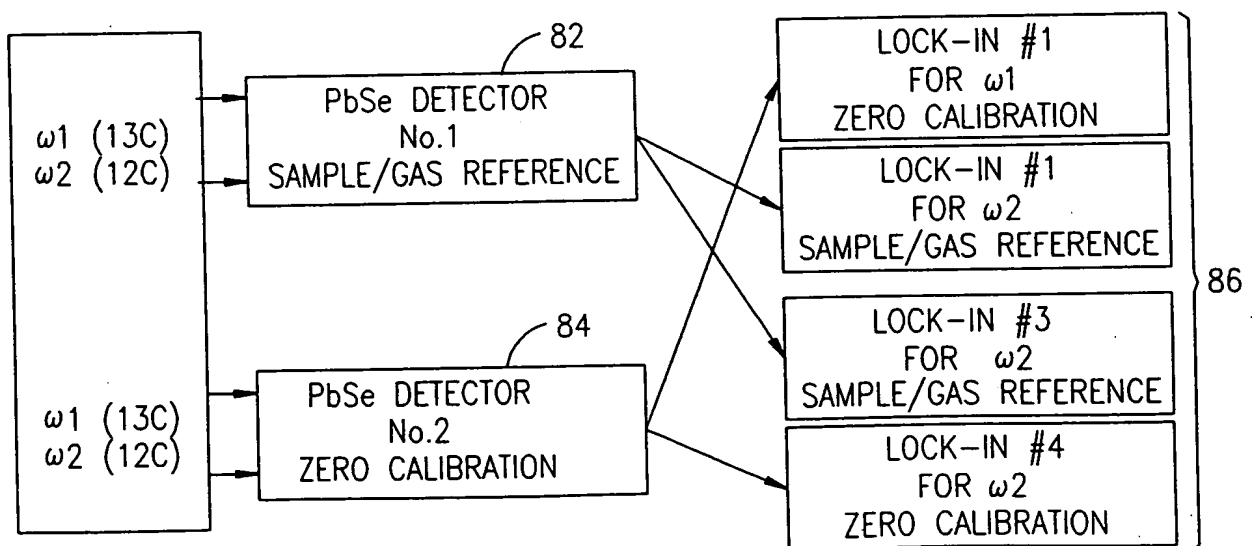 ω1 (13C)
ω2 (12C)
ω1 (13C)
ω2 (12C)
82
PbSe DETECTOR
No.1
SAMPLE/GAS REFERENCE
84
PbSe DETECTOR
No.2
ZERO CALIBRATION
LOCK-IN #1
FOR ω1
ZERO CALIBRATION
LOCK-IN #1
FOR ω2
SAMPLE/GAS REFERENCE
LOCK-IN #3
FOR ω2
SAMPLE/GAS REFERENCE
LOCK-IN #4
FOR ω2
ZERO CALIBRATION
86